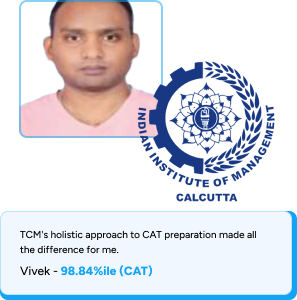 INDIAN INSTITUTE OF MANAGEMENT
CALCUTTA
TCM's holistic approach to CAT preparation made all
the difference for me.
Vivek - 98.84%ile (CAT)